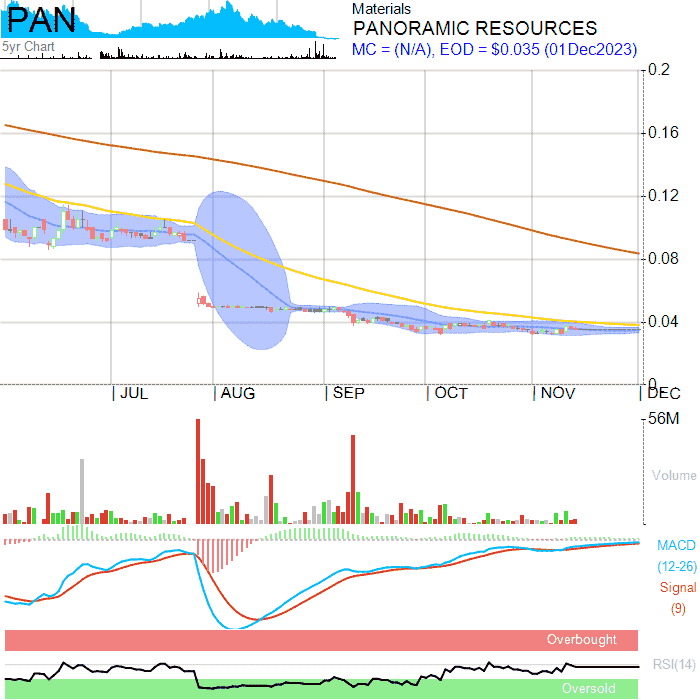 PAN
5yr Chart
Materials
PANORAMIC RESOURCES
MC = (N/A), EOD = $0.035 (01Dec2023)
0.2
0.16
0.12
0.08
0.04
0
JUL AUG SEP OCT NOV DEC
56M
Volume
MACD
(12-26)
Signal
(9)
Overbought
RSI(14)
Oversold